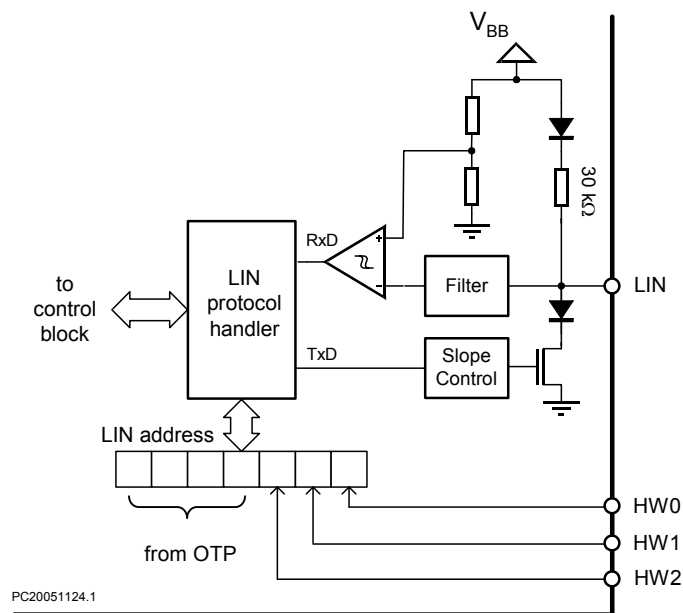 V_BB
30 kΩ
RxD
+
−
LIN
protocol
handler
to
control
block
Filter
LIN
TxD
Slope
Control
LIN address
from OTP
HW0
HW1
HW2
PC20051124.1